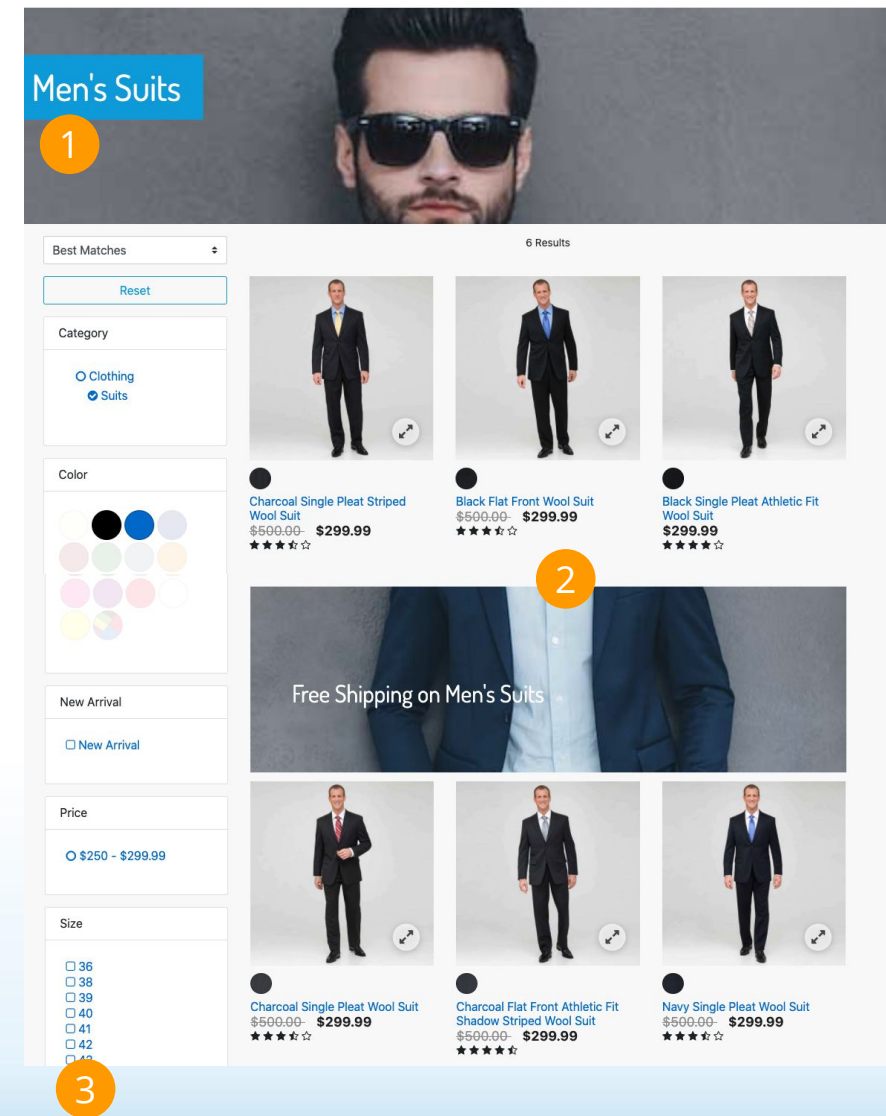 Men's Suits
1
Best Matches
6 Results
Reset
Category
Clothing
Suits
Color
New Arrival
New Arrival
Price
$250 - $299.99
Size
36
38
39
40
41
42
3
Charcoal Single Pleat Striped
Wool Suit
$500.00 $299.99
Black Flat Front Wool Suit
$500.00 $299.99
Black Single Pleat Athletic Fit
Wool Suit
$299.99
2
Free Shipping on Men's Suits
Charcoal Single Pleat Wool Suit
$500.00 $299.99
Charcoal Flat Front Athletic Fit
Shadow Striped Wool Suit
$500.00 $299.99
Navy Single Pleat Wool Suit
$500.00 $299.99